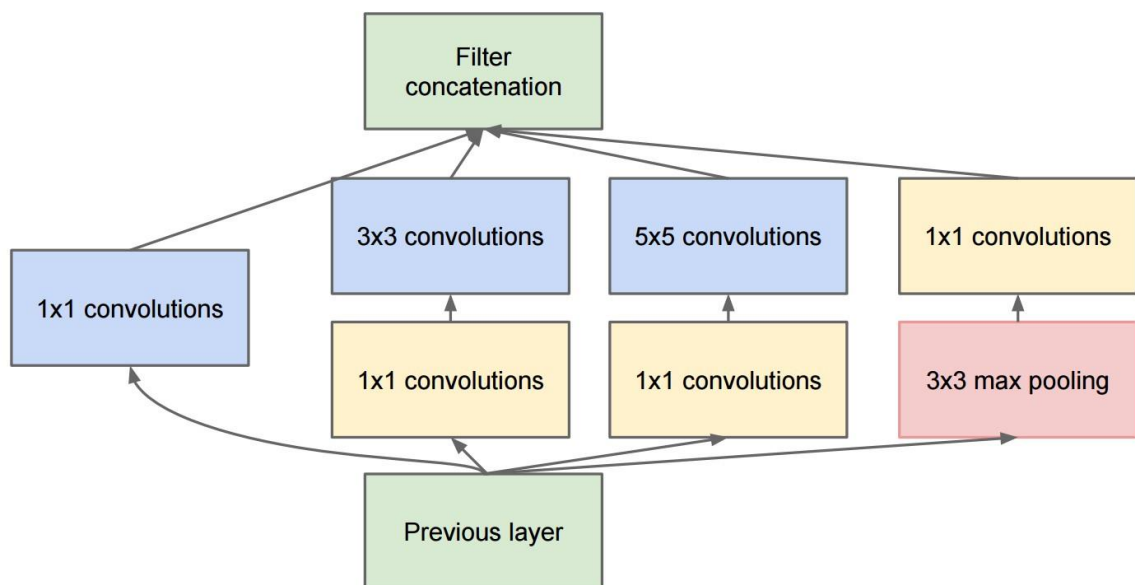 Filter
concatenation
3x3 convolutions
5x5 convolutions
1x1 convolutions
1x1 convolutions
1x1 convolutions
1x1 convolutions
3x3 max pooling
Previous layer